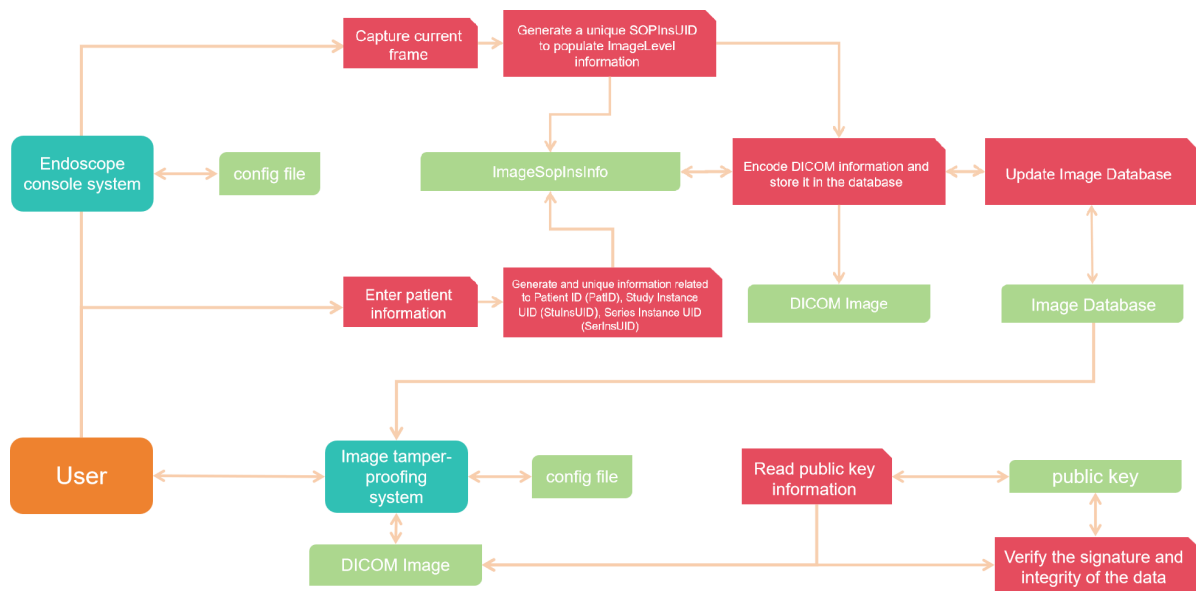 Capture current
frame
Generate a unique SOPInsUID
to populate ImageLevel
information
Endoscope
console system
config file
ImageSopInsInfo
Encode DICOM information and
store it in the database
Update Image Database
Enter patient
information
Generate and unique information related
to Patient ID (PatID), Study Instance
UID (StuInsUID), Series Instance UID
(SerInsUID)
DICOM Image
Image Database
User
Image tamper-
proofing
system
config file
Read public key
information
public key
DICOM Image
Verify the signature and
integrity of the data